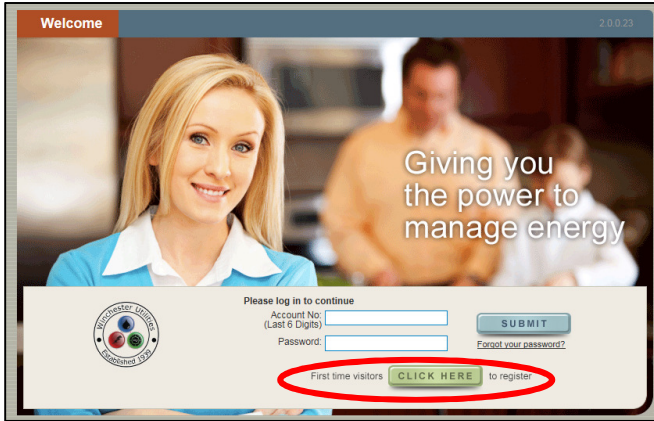 Welcome
2.0.0.23
Giving you
the power to
manage energy
Please log in to continue
Account No:
(Last 6 Digits)
SUBMIT
Password:
Forgot your password?
Winchester Utilities
Established 1939
First time visitors CLICK HERE to register